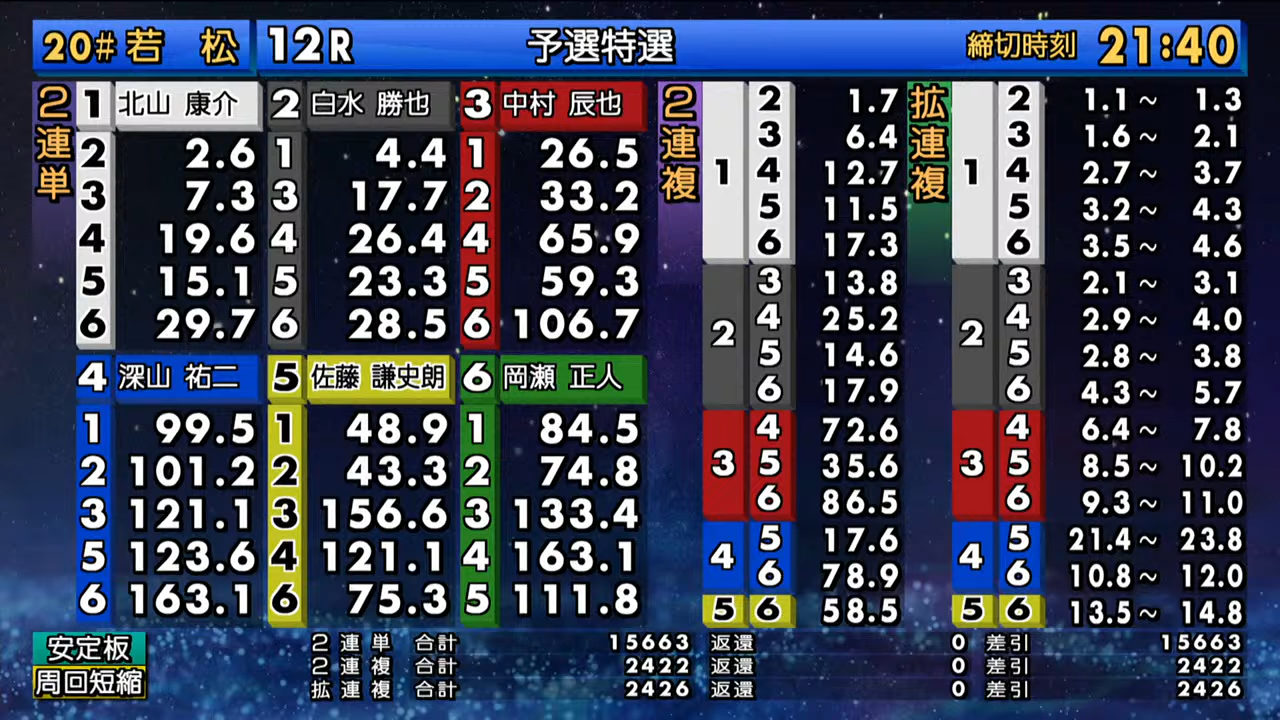 20# 若 松 12R 予選特選 締切時刻 21:40
2連単
1 北山 康介 2 白水 勝也 3 中村 辰也
2 2.6 1 4.4 1 26.5
3 7.3 3 17.7 2 33.2
4 19.6 4 26.4 4 65.9
5 15.1 5 23.3 5 59.3
6 29.7 6 28.5 6 106.7
4 深山 祐二 5 佐藤 謙史朗 6 岡瀬 正人
1 99.5 1 48.9 1 84.5
2 101.2 2 43.3 2 74.8
3 121.1 3 156.6 3 133.4
5 123.6 4 121.1 4 163.1
6 163.1 6 75.3 5 111.8
2連複
1
2 1.7
3 6.4
4 12.7
5 11.5
6 17.3
2
3 13.8
4 25.2
5 14.6
6 17.9
3
4 72.6
5 35.6
6 86.5
4
5 17.6
6 78.9
5 6 58.5
拡連複
1
2 1.1~ 1.3
3 1.6~ 2.1
4 2.7~ 3.7
5 3.2~ 4.3
6 3.5~ 4.6
2
3 2.1~ 3.1
4 2.9~ 4.0
5 2.8~ 3.8
6 4.3~ 5.7
3
4 6.4~ 7.8
5 8.5~ 10.2
6 9.3~ 11.0
4
5 21.4~ 23.8
6 10.8~ 12.0
5 6 13.5~ 14.8
安定板
周回短縮
2 連 単 合計 15663 返還 0 差引 15663
2 連 複 合計 2422 返還 0 差引 2422
拡 連 複 合計 2426 返還 0 差引 2426